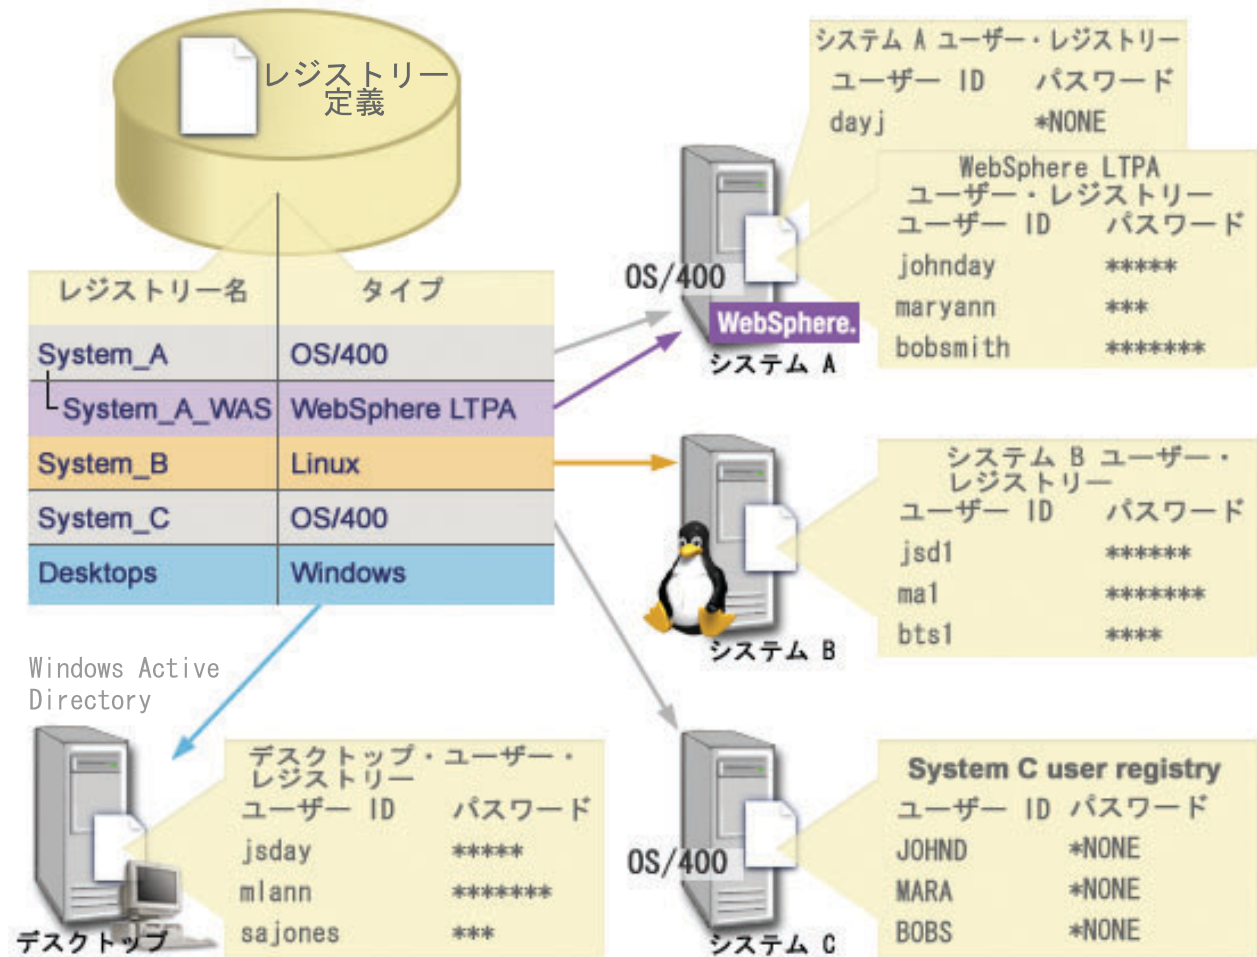 レジストリー
定義
レジストリー名 タイプ
System_A OS/400
System_A_WAS WebSphere LTPA
System_B Linux
System_C OS/400
Desktops Windows
システム A ユーザー・レジストリー
ユーザー ID パスワード
dayj *NONE
WebSphere LTPA
ユーザー・レジストリー
ユーザー ID パスワード
johnday *****
maryann ***
bobsmith *******
OS/400
WebSphere.
システム A
システム B ユーザー・
レジストリー
ユーザー ID パスワード
jsd1 ******
ma1 *******
bts1 ****
システム B
Windows Active
Directory
デスクトップ・ユーザー・
レジストリー
ユーザー ID パスワード
jsday *****
mlann *******
sajones ***
デスクトップ
System C user registry
ユーザー ID パスワード
JOHND *NONE
MARA *NONE
BOBS *NONE
OS/400
システム C